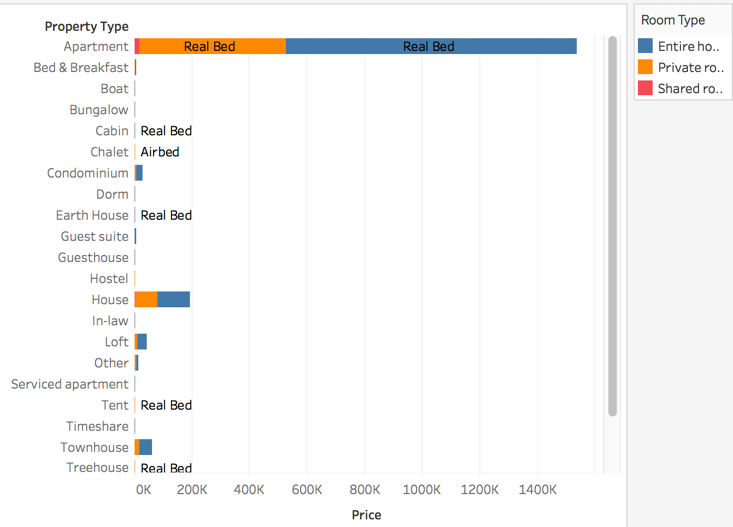 Property Type
Apartment Real Bed Real Bed
Bed & Breakfast
Boat
Bungalow
Cabin Real Bed
Chalet Airbed
Condominium
Dorm
Earth House Real Bed
Guest suite
Guesthouse
Hostel
House
In-law
Loft
Other
Serviced apartment
Tent Real Bed
Timeshare
Townhouse
Treehouse Real Bed
0K 200K 400K 600K 800K 1000K 1200K 1400K
Price
Room Type
Entire ho..
Private ro..
Shared ro..